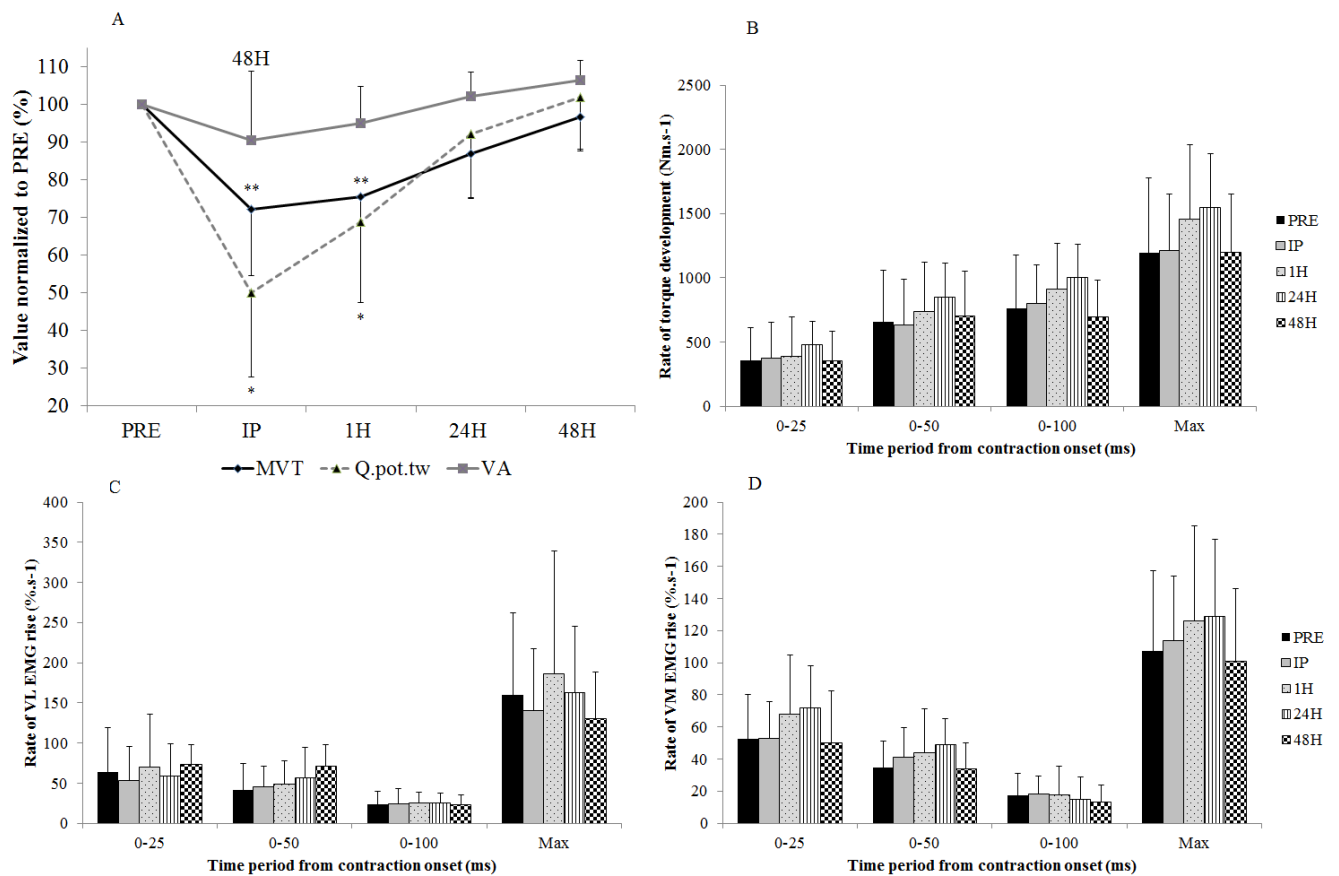 A
48H
Value normalized to PRE (%)
110
100
90
80
70
60
50
40
30
20
**
**
*
*
PRE IP 1H 24H 48H
MVT Q.pot.tw VA
B
Rate of torque development (Nm.s-1)
2500
2000
1500
1000
500
0
0-25 0-50 0-100 Max
Time period from contraction onset (ms)
PRE
IP
1H
24H
48H
C
Rate of VL EMG rise (%.s-1)
400
350
300
250
200
150
100
50
0
0-25 0-50 0-100 Max
Time period from contraction onset (ms)
D
Rate of VM EMG rise (%.s-1)
200
180
160
140
120
100
80
60
40
20
0
0-25 0-50 0-100 Max
Time period from contraction onset (ms)
PRE
IP
1H
24H
48H